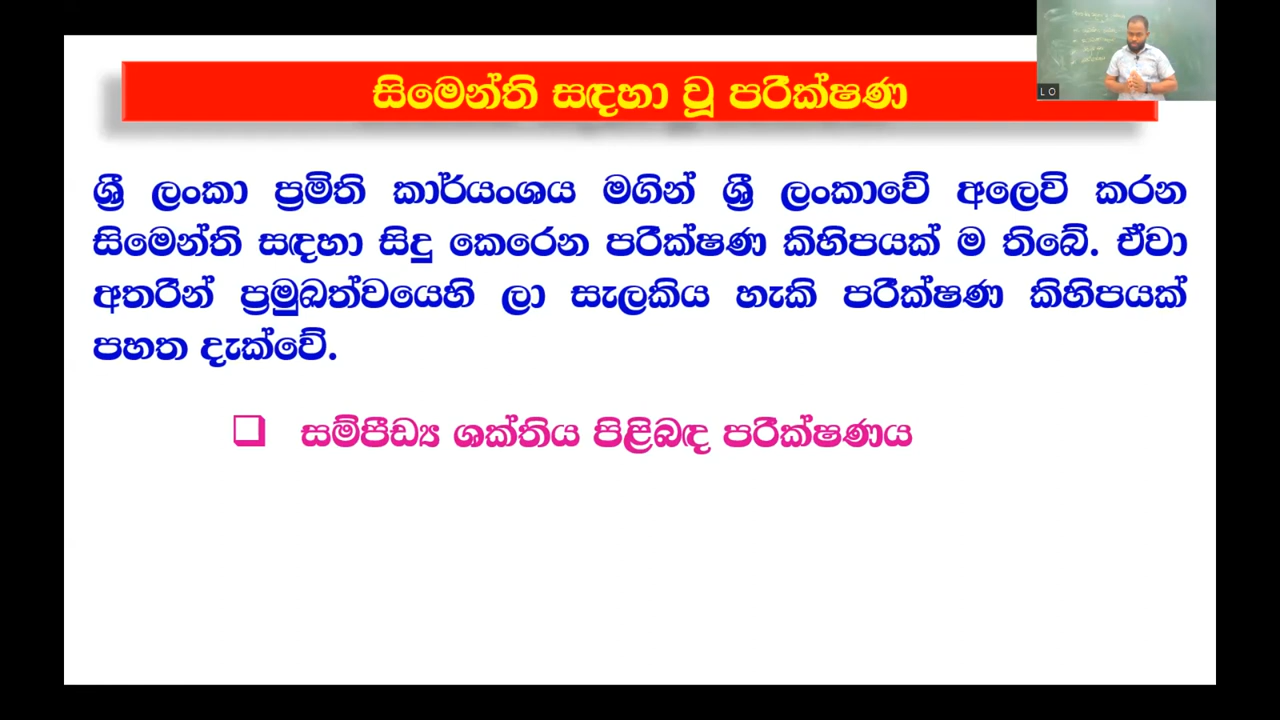 සිමෙන්ති සඳහා වූ පරීක්ෂණ
ශ්‍රී ලංකා ප්‍රමිති කාර්යංශය මගින් ශ්‍රී ලංකාවේ අලෙවි කරන
සිමෙන්ති සඳහා සිදු කෙරෙන පරීක්ෂණ කිහිපයක් ම තිබේ. ඒවා
අතරින් ප්‍රමුඛත්වයෙහි ලා සැලකිය හැකි පරීක්ෂණ කිහිපයක්
පහත දැක්වේ.
සම්පීඩ්‍ය ශක්තිය පිළිබඳ පරීක්ෂණය
L O